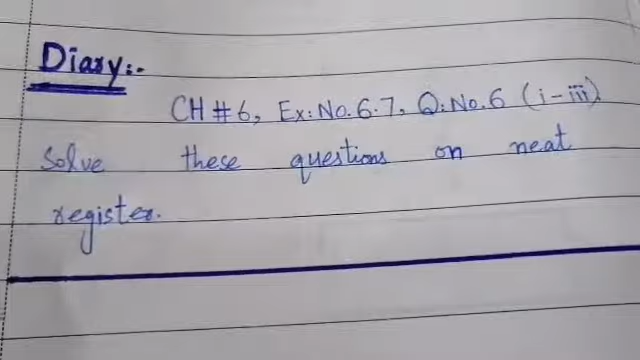 Diary:-
CH # 6, Ex: No. 6.7, Q: No. 6 (i-iii)
Solve these questions on neat
register.